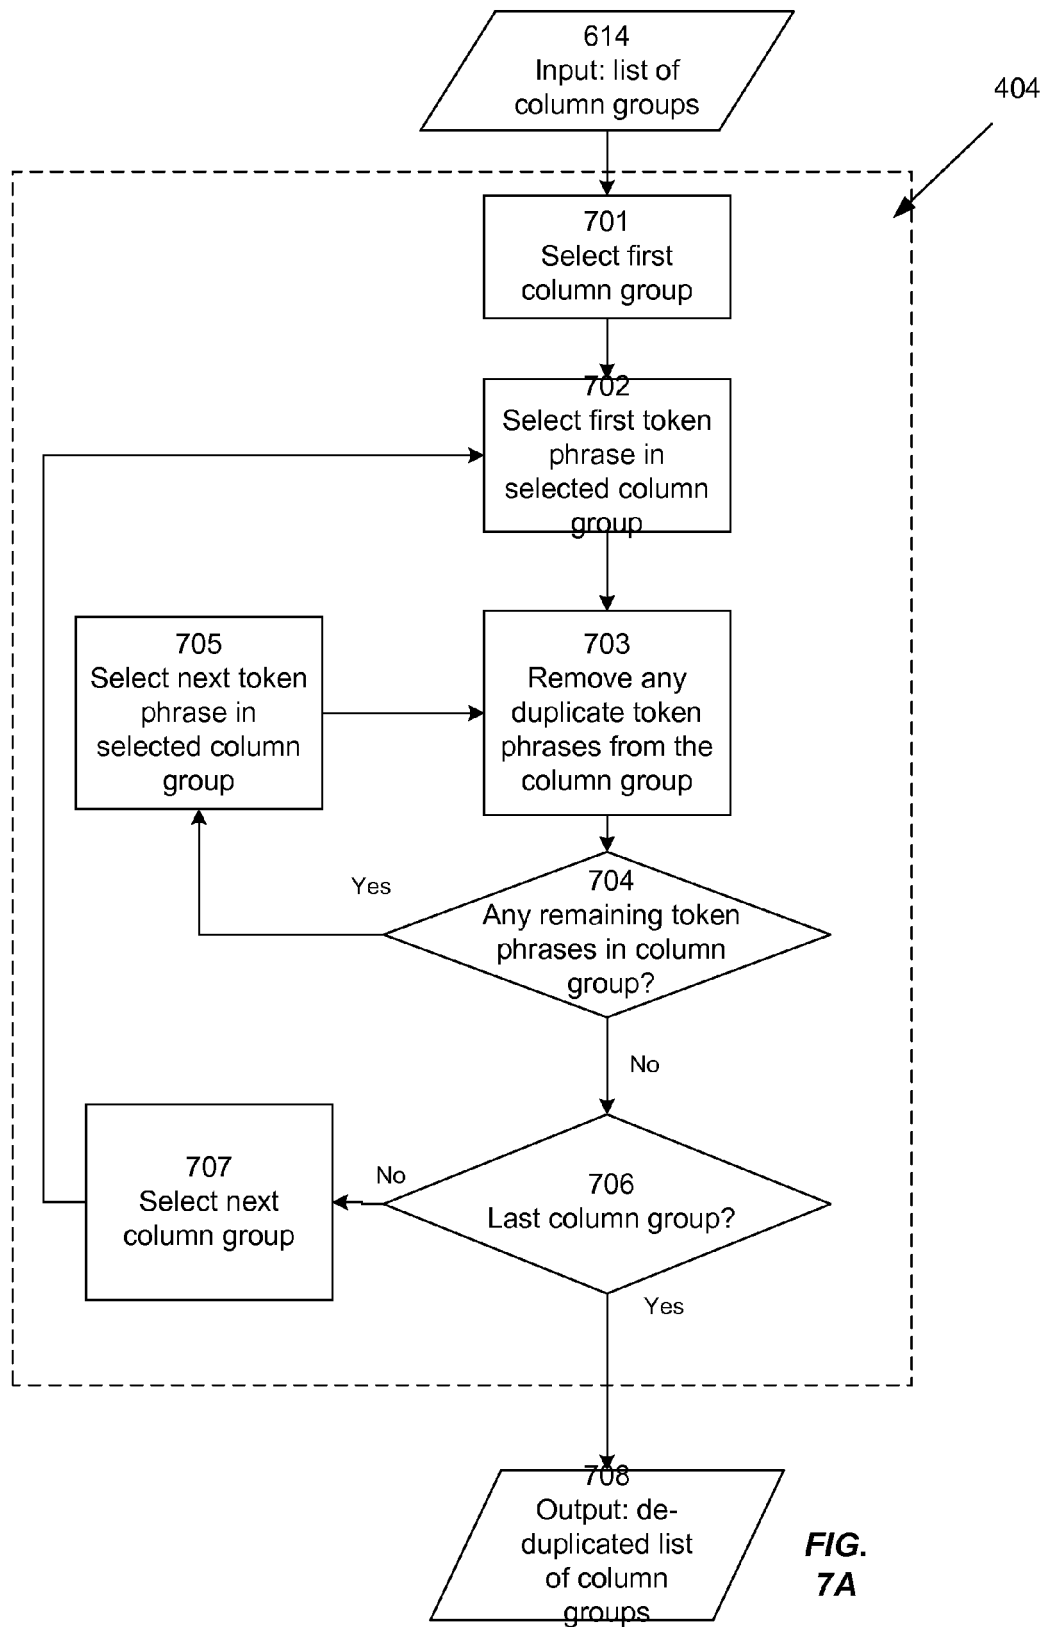 614
Input: list of
column groups
404
701
Select first
column group
702
Select first token
phrase in
selected column
group
705
Select next token
phrase in
selected column
group
703
Remove any
duplicate token
phrases from the
column group
Yes
704
Any remaining token
phrases in column
group?
No
707
Select next
column group
No
706
Last column group?
Yes
708
Output: de-
duplicated list
of column
groups
FIG.
7A